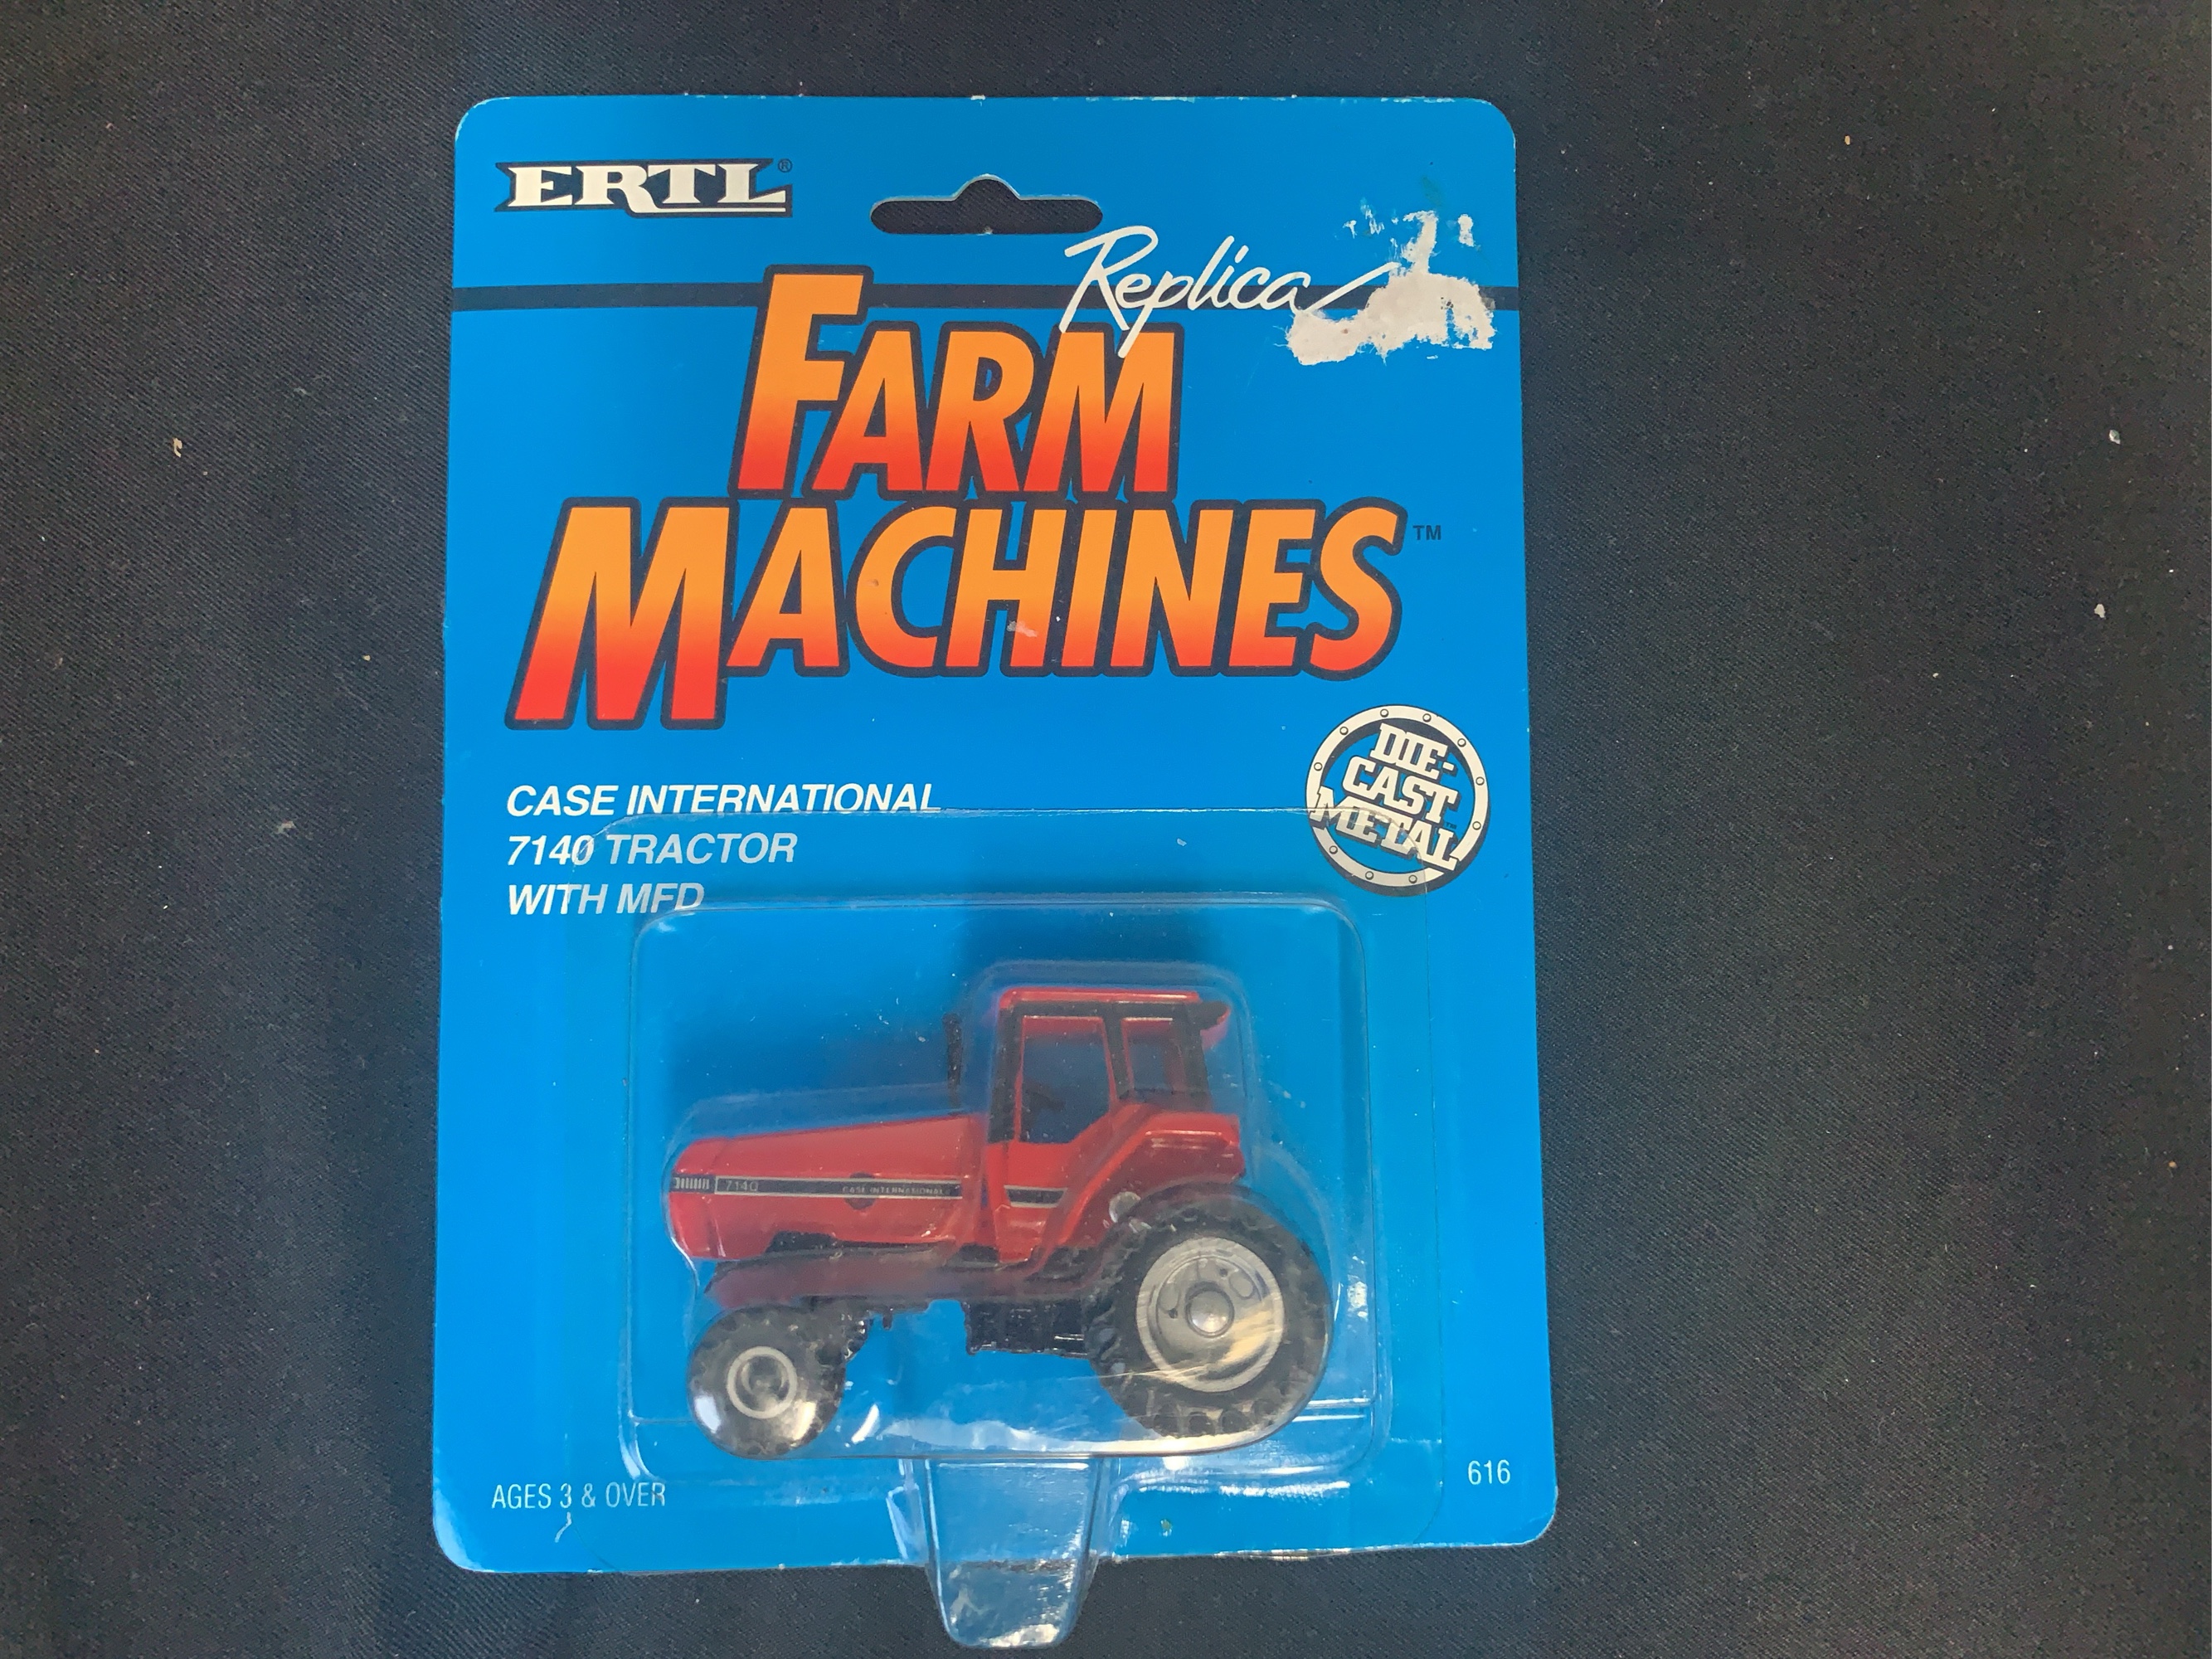 ERTL®
Replica
FARM
MACHINES™
DIE-
CAST
METAL
CASE INTERNATIONAL
7140 TRACTOR
WITH MFD
7140 CASE INTERNATIONAL
AGES 3 & OVER
616